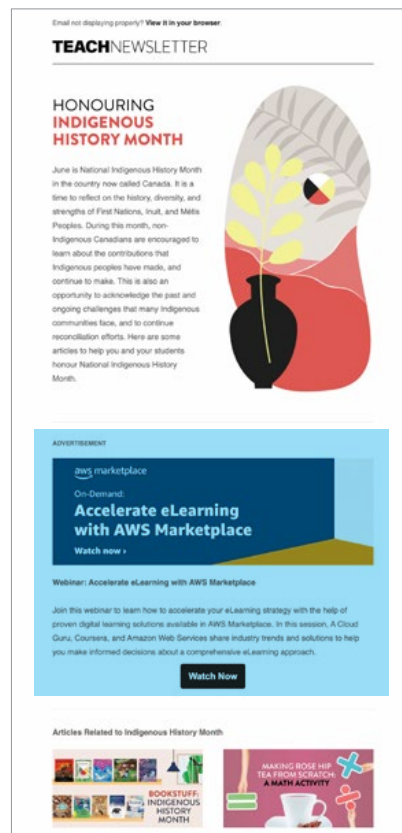 Email not displaying properly? View it in your browser.
TEACHNEWSLETTER
HONOURING
INDIGENOUS
HISTORY MONTH
June is National Indigenous History Month
in the country now called Canada. It is a
time to reflect on the history, diversity, and
strengths of First Nations, Inuit, and Métis
Peoples. During this month, non-
Indigenous Canadians are encouraged to
learn about the contributions that
Indigenous peoples have made, and
continue to make. This is also an
opportunity to acknowledge the past and
ongoing challenges that many Indigenous
communities face, and to continue
reconciliation efforts. Here are some
articles to help you and your students
honour National Indigenous History
Month.
ADVERTISEMENT
aws marketplace
On-Demand:
Accelerate eLearning
with AWS Marketplace
Watch now ›
Webinar: Accelerate eLearning with AWS Marketplace
Join this webinar to learn how to accelerate your eLearning strategy with the help of
proven digital learning solutions available in AWS Marketplace. In this session, A Cloud
Guru, Coursera, and Amazon Web Services share industry trends and solutions to help
you make informed decisions about a comprehensive eLearning approach.
Watch Now
Articles Related to Indigenous History Month
BOOKSTUFF:
INDIGENOUS
HISTORY
MONTH
MAKING ROSE HIP
TEA FROM SCRATCH:
A MATH ACTIVITY